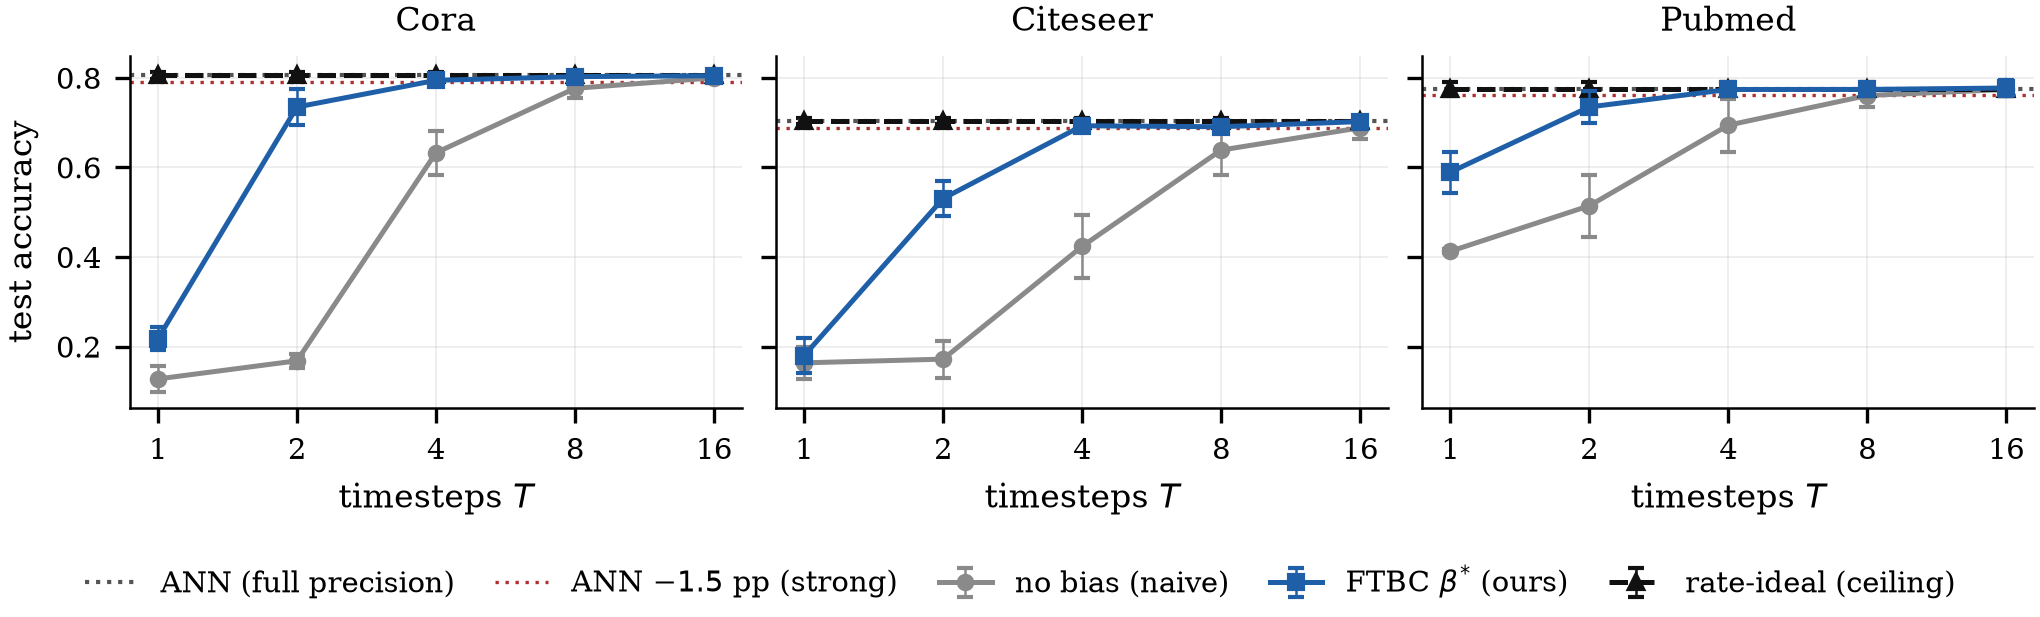 Cora
Citeseer
Pubmed
test accuracy
0.8
0.6
0.4
0.2
1 2 4 8 16
1 2 4 8 16
1 2 4 8 16
timesteps T
timesteps T
timesteps T
ANN (full precision)
ANN −1.5 pp (strong)
no bias (naive)
FTBC β* (ours)
rate-ideal (ceiling)